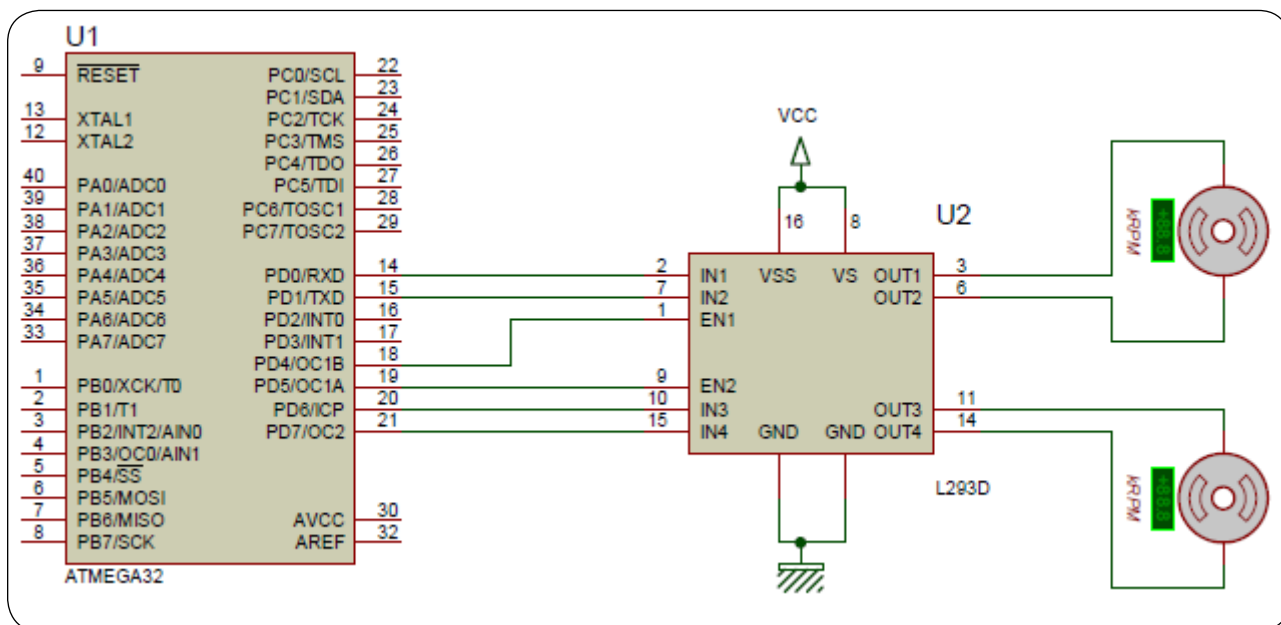 U1
9 RESET PC0/SCL 22
PC1/SDA 23
13 XTAL1 PC2/TCK 24
12 XTAL2 PC3/TMS 25
PC4/TDO 26
40 PA0/ADC0 PC5/TDI 27
39 PA1/ADC1 PC6/TOSC1 28
38 PA2/ADC2 PC7/TOSC2 29
37 PA3/ADC3
36 PA4/ADC4 PD0/RXD 14
35 PA5/ADC5 PD1/TXD 15
34 PA6/ADC6 PD2/INT0 16
33 PA7/ADC7 PD3/INT1 17
PD4/OC1B 18
1 PB0/XCK/T0 PD5/OC1A 19
2 PB1/T1 PD6/ICP 20
3 PB2/INT2/AIN0 PD7/OC2 21
4 PB3/OC0/AIN1
5 PB4/SS
6 PB5/MOSI
7 PB6/MISO AVCC 30
8 PB7/SCK AREF 32
ATMEGA32
VCC
16 8 U2
2 IN1 VSS VS OUT1 3
7 IN2 OUT2 6
1 EN1
9 EN2
10 IN3 OUT3 11
15 IN4 GND GND OUT4 14
L293D
+88.8
kRPM
+88.8
kRPM